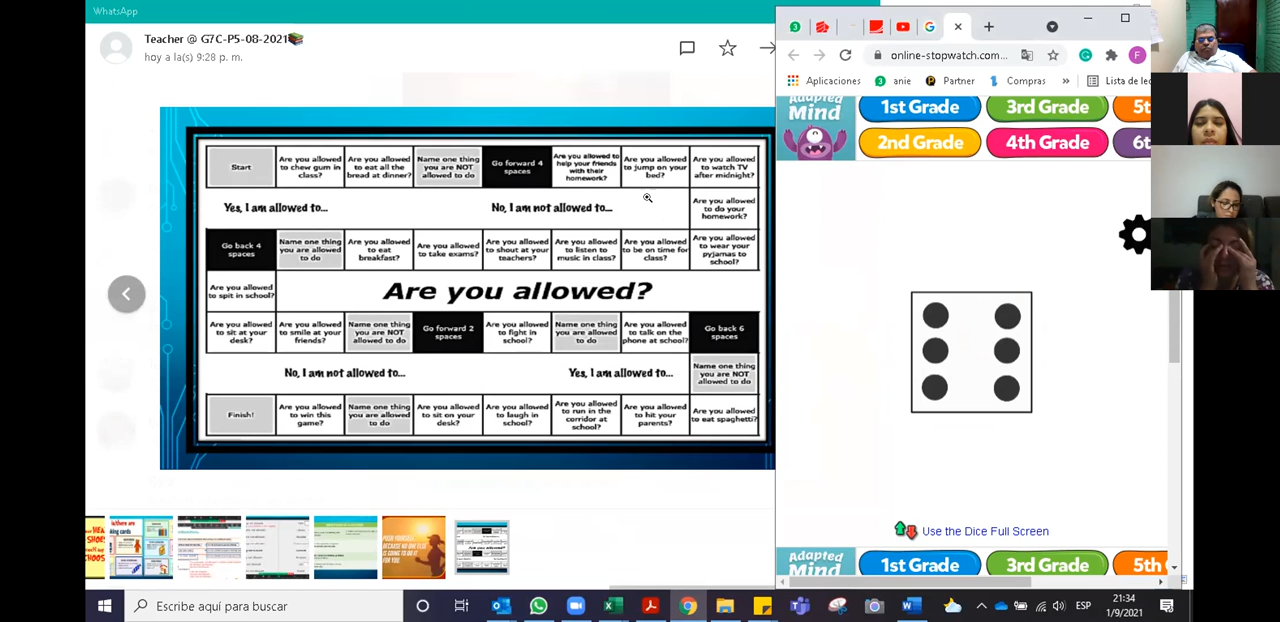 WhatsApp
Teacher @ G7C-P5-08-2021📚
hoy a la(s) 9:28 p. m.
Start
Are you allowed
to chew gum in
class?
Are you allowed
to eat all the
bread at dinner?
Name one thing
you are NOT
allowed to do
Go forward 4
spaces
Are you allowed to
help your friends
with their
homework?
Are you allowed
to jump on your
bed?
Are you allowed
to watch TV
after midnight?
Yes, I am allowed to...
No, I am not allowed to...
Are you allowed
to do your
homework?
Go back 4
spaces
Name one thing
you are allowed
to do
Are you allowed
to eat
breakfast?
Are you allowed
to take exams?
Are you allowed
to shout at your
teachers?
Are you allowed
to listen to
music in class?
Are you allowed
to be on time for
class?
Are you allowed
to wear your
pyjamas to
school?
Are you allowed
to spit in school?
Are you allowed?
Are you allowed
to sit at your
desk?
Are you allowed
to smile at your
friends?
Name one thing
you are NOT
allowed to do
Go forward 2
spaces
Are you allowed
to fight in
school?
Name one thing
you are allowed
to do
Are you allowed
to talk on the
phone at school?
Go back 6
spaces
No, I am not allowed to...
Yes, I am allowed to...
Name one thing
you are NOT
allowed to do
Finish!
Are you allowed
to win this
game?
Name one thing
you are allowed
to do
Are you allowed
to sit on your
desk?
Are you allowed
to laugh in
school?
Are you allowed
to run in the
corridor at
school?
Are you allowed
to hit your
parents?
Are you allowed
to eat spaghetti?
online-stopwatch.com...
F
Aplicaciones
anie
Partner
Compras
»
Lista de lec
Adapted
Mind
1st Grade
3rd Grade
5t
2nd Grade
4th Grade
6t
Use the Dice Full Screen
Adapted
Mind
1st Grade
3rd Grade
5th
Escribe aquí para buscar
ESP
21:34
1/9/2021